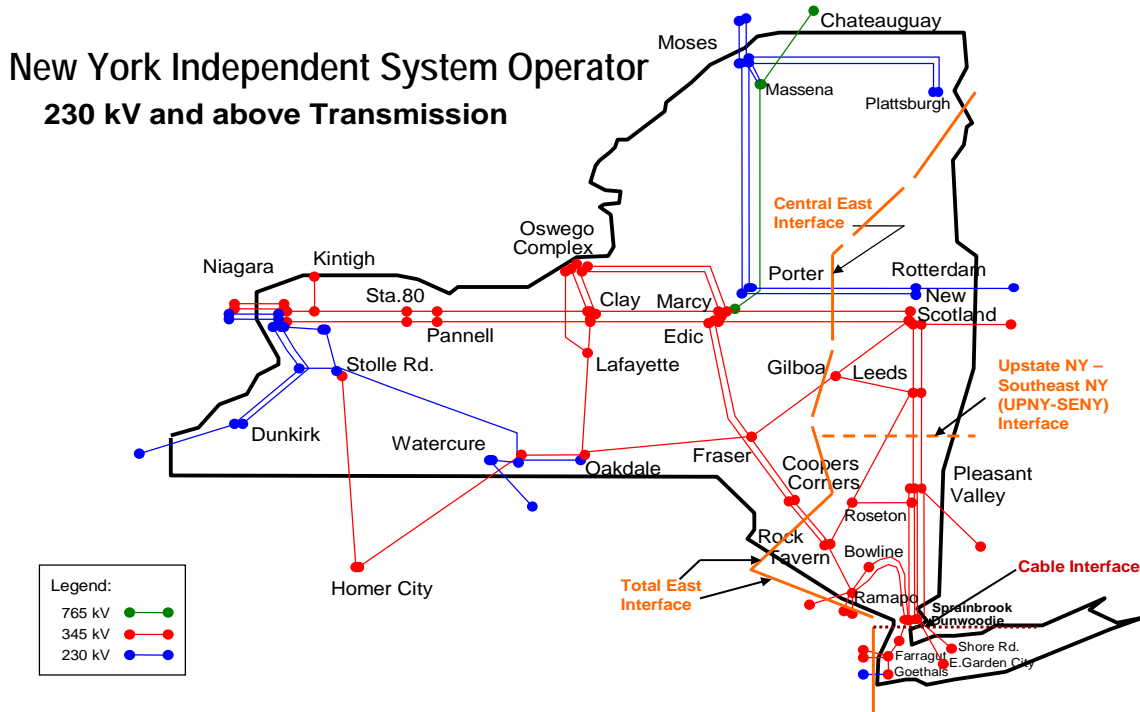 Chateauguay
Moses
New York Independent System Operator
230 kV and above Transmission
Massena
Plattsburgh
Central East
Interface
Oswego
Complex
Kintigh
Niagara
Porter
Rotterdam
Sta.80
Clay
Marcy
New
Scotland
Pannell
Edic
Stolle Rd.
Lafayette
Gilboa
Leeds
Upstate NY –
Southeast NY
(UPNY-SENY)
Interface
Dunkirk
Watercure
Oakdale
Fraser
Coopers
Corners
Pleasant
Valley
Roseton
Rock
Tavern
Bowline
Homer City
Total East
Interface
Ramapo
Cable Interface
Sprainbrook
Dunwoodie
Shore Rd.
Farragut
E.Garden City
Goethals
Legend:
765 kV
345 kV
230 kV